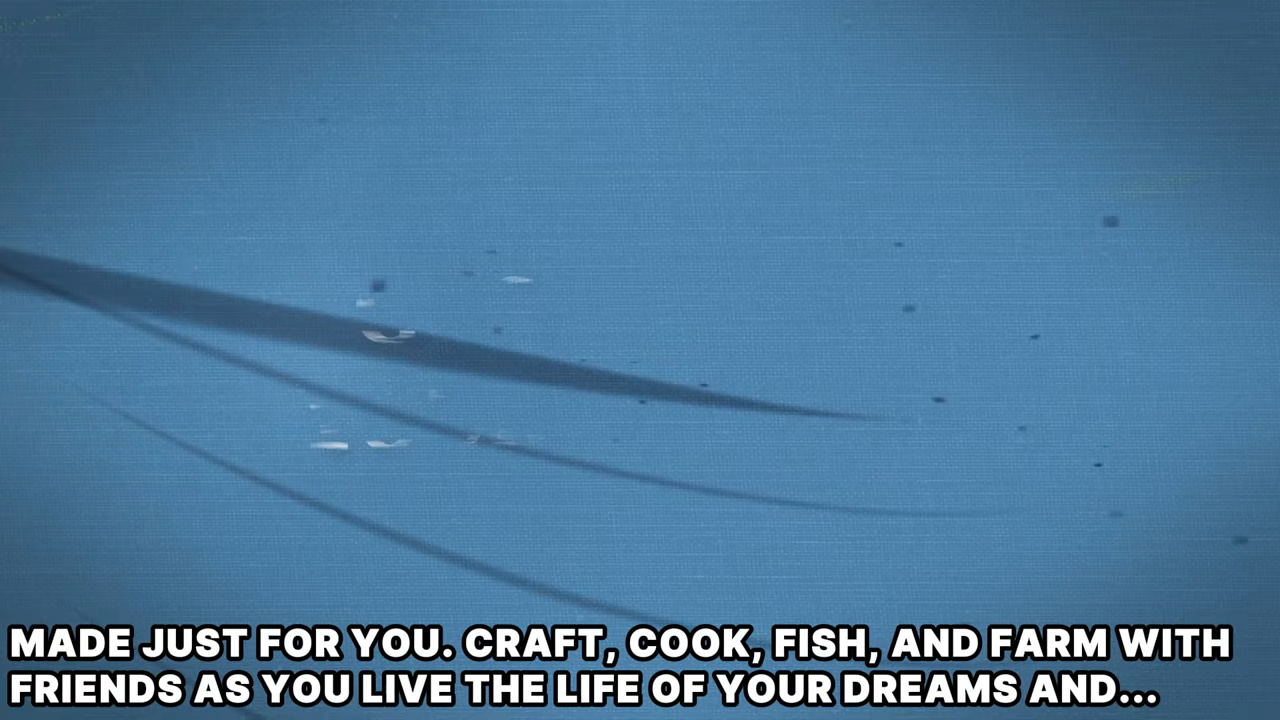 MADE JUST FOR YOU. CRAFT, COOK, FISH, AND FARM WITH
FRIENDS AS YOU LIVE THE LIFE OF YOUR DREAMS AND...